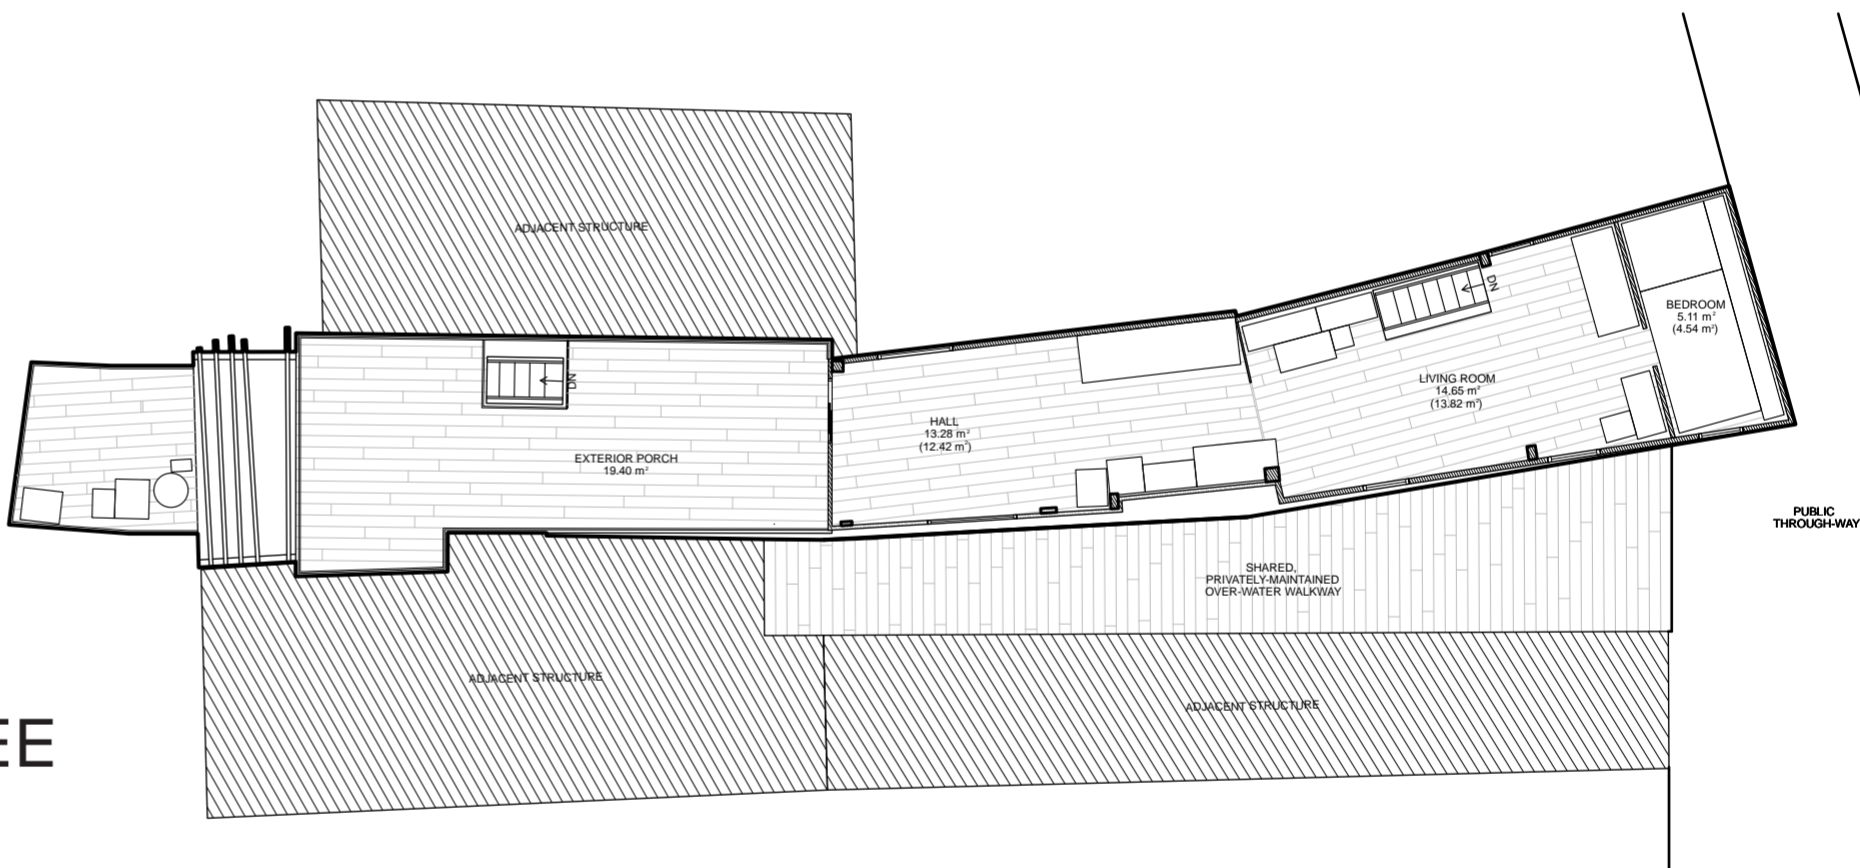 ADJACENT STRUCTURE
DN
BEDROOM
5.11 m²
(4.54 m²)
LIVING ROOM
14.65 m²
(13.82 m²)
DN
HALL
13.28 m²
(12.42 m²)
EXTERIOR PORCH
19.40 m²
PUBLIC
THROUGH-WAY
SHARED,
PRIVATELY-MAINTAINED
OVER-WATER WALKWAY
ADJACENT STRUCTURE
ADJACENT STRUCTURE
EE